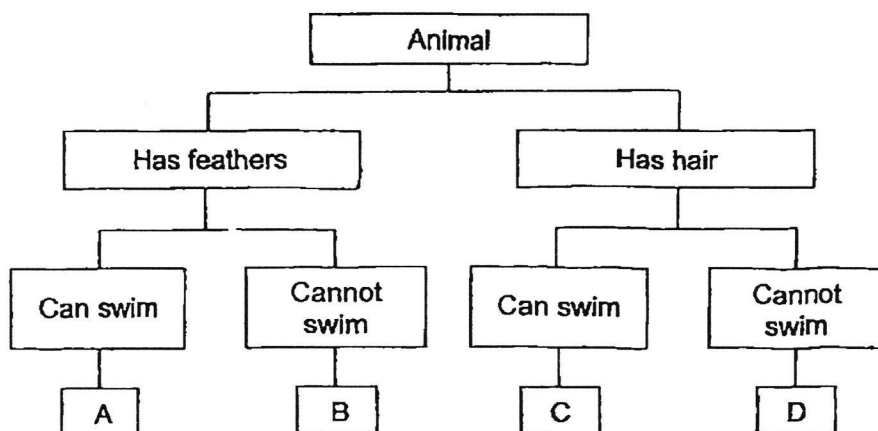 Animal
Has feathers
Has hair
Can swim
Cannot
swim
Can swim
Cannot
swim
A
B
C
D